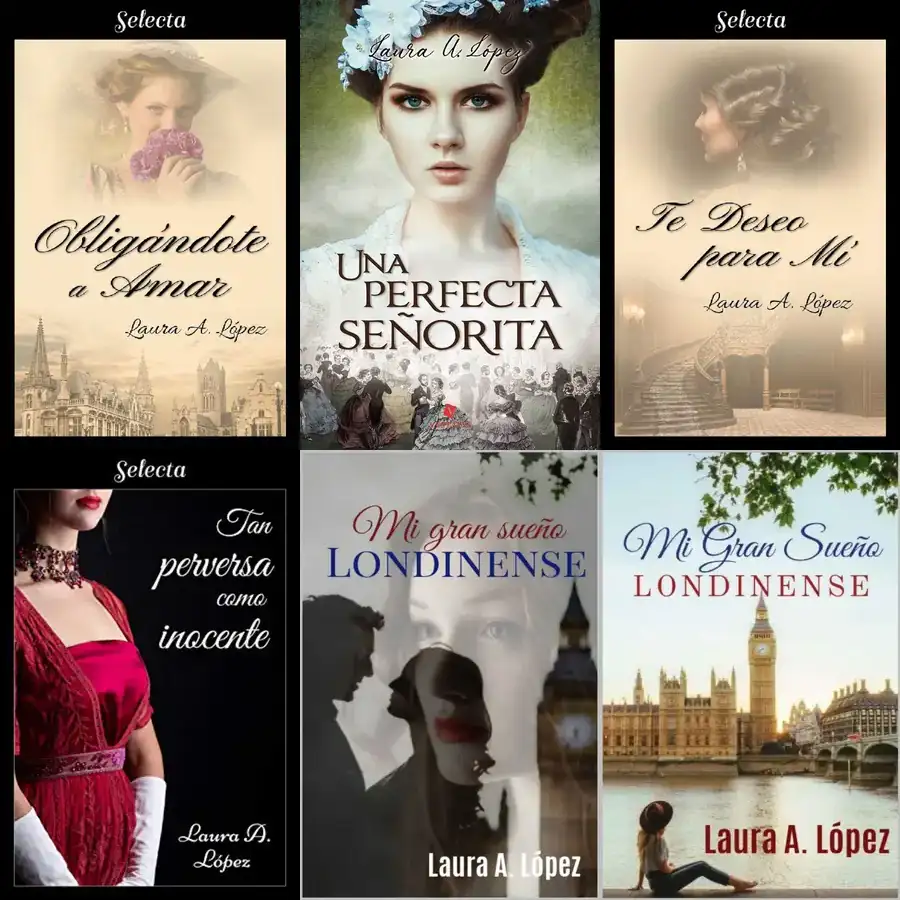 Selecta
Obligándote
a Amar
Laura A. López
Laura A. López
UNA
PERFECTA
SEÑORITA
Selecta
Te Deseo
para Mí
Laura A. López
Selecta
Tan
perversa
como
inocente
Laura A.
López
Mi gran sueño
LONDINENSE
Laura A. López
Mi Gran Sueño
LONDINENSE
Laura A. López